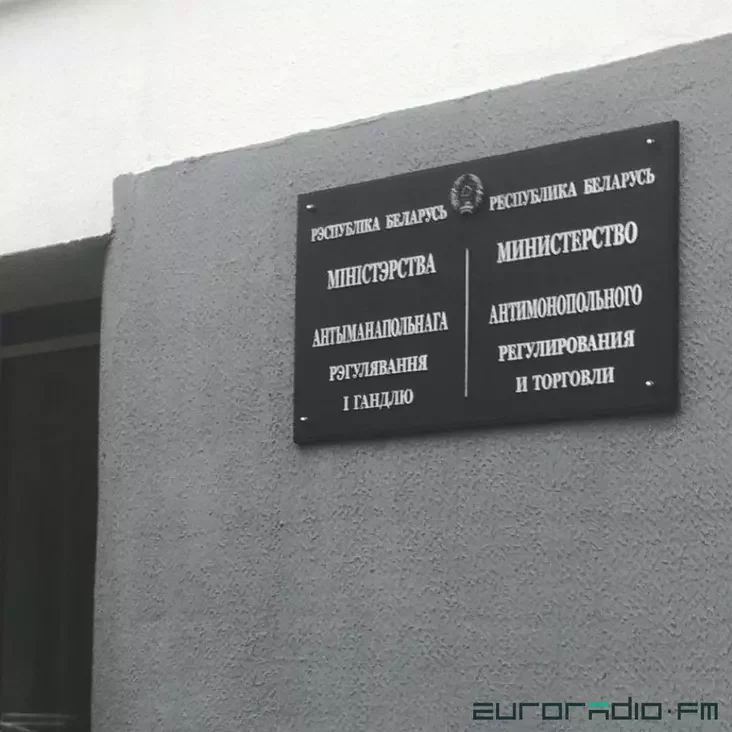 РЭСПУБЛІКА БЕЛАРУСЬ
МІНІСТЭРСТВА
АНТЫМАНАПОЛЬНАГА
РЭГУЛЯВАННЯ
І ГАНДЛЮ
РЕСПУБЛИКА БЕЛАРУСЬ
МИНИСТЕРСТВО
АНТИМОНОПОЛЬНОГО
РЕГУЛИРОВАНИЯ
И ТОРГОВЛИ
euroradio.fm